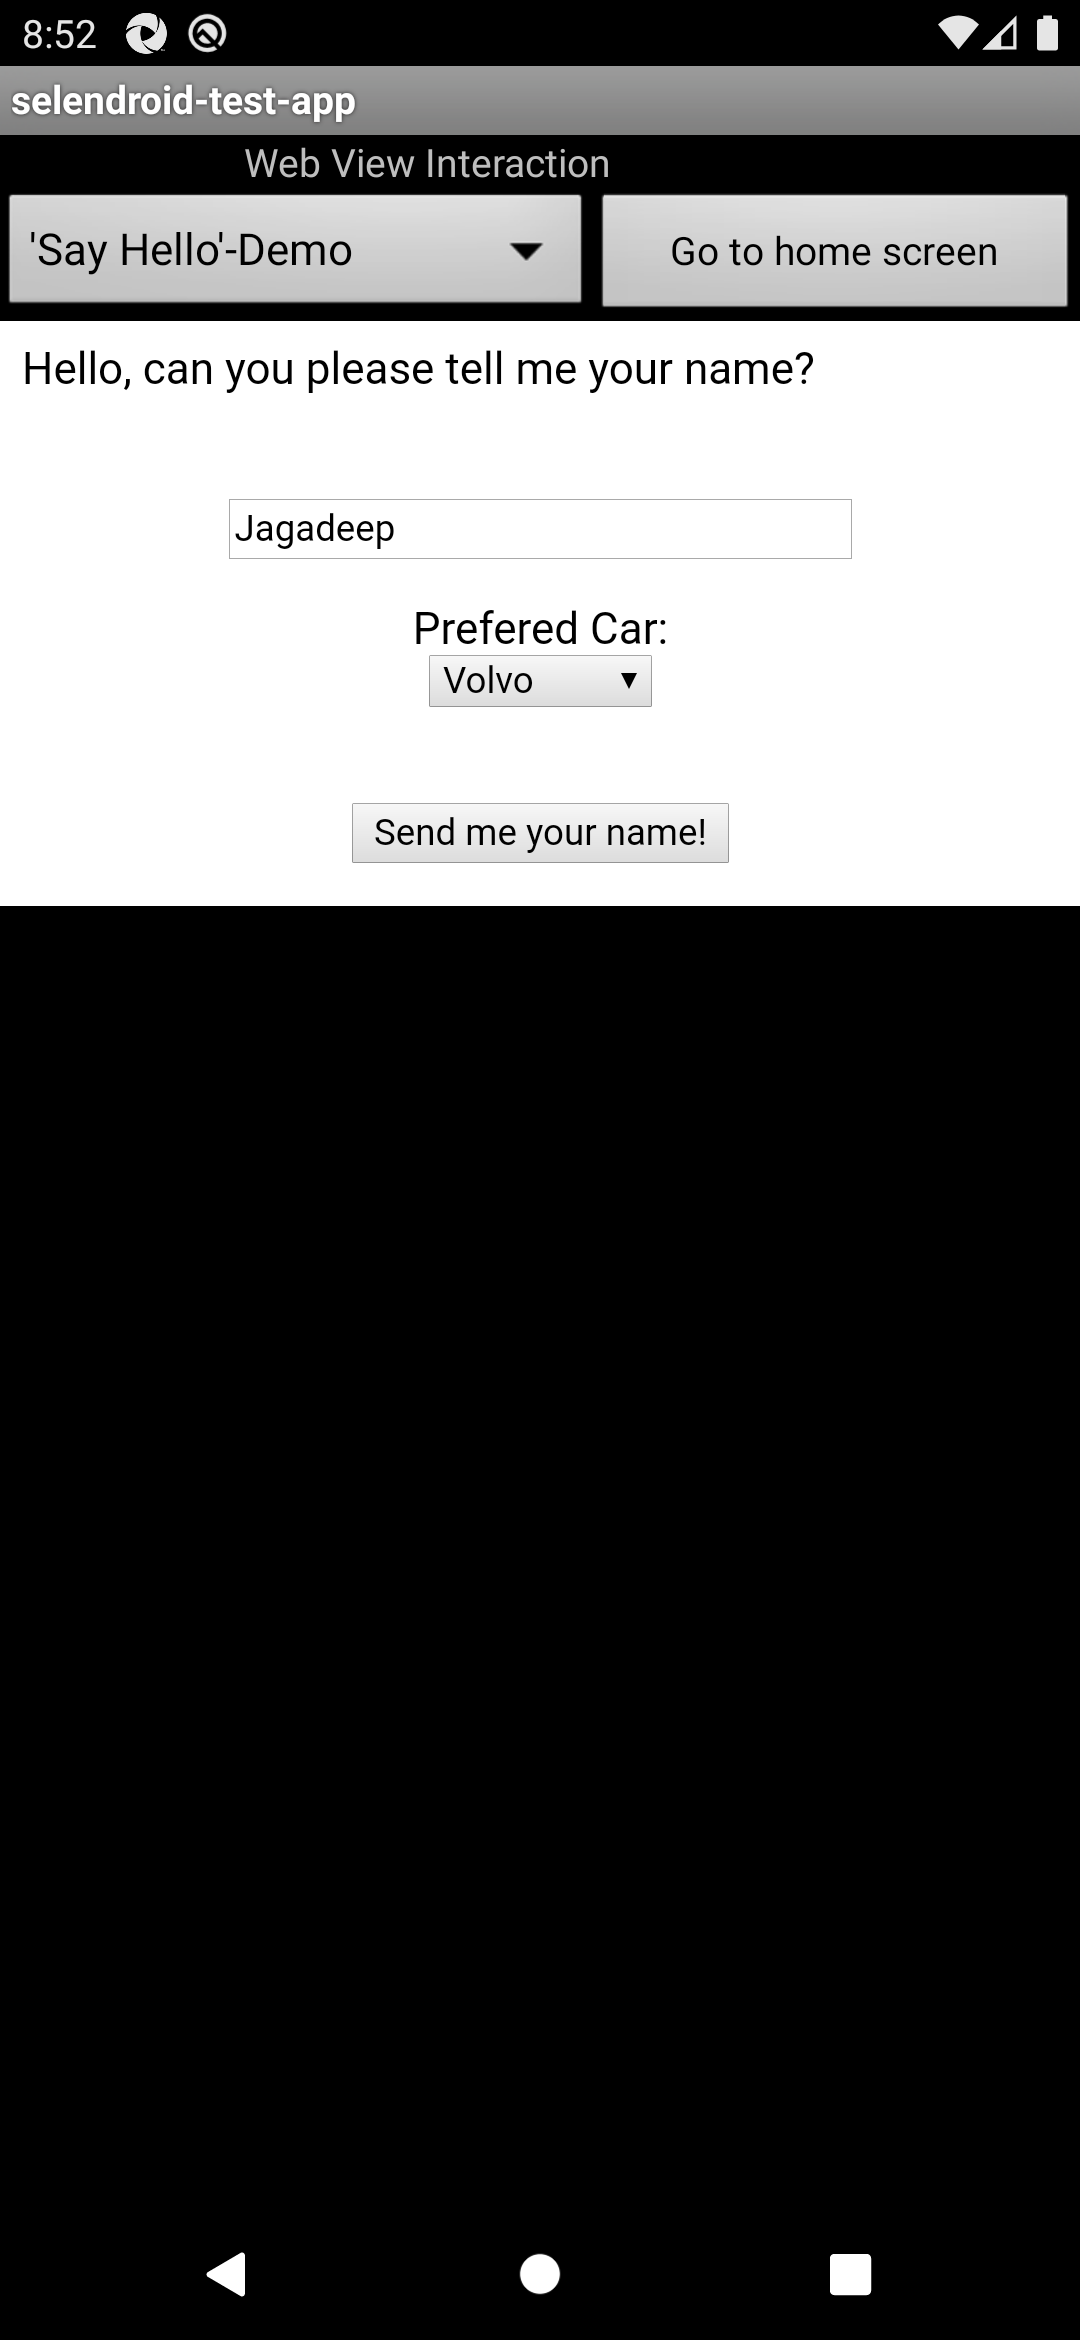 8:52
selendroid-test-app
Web View Interaction
'Say Hello'-Demo
Go to home screen
Hello, can you please tell me your name?
Jagadeep
Prefered Car:
Volvo
Send me your name!